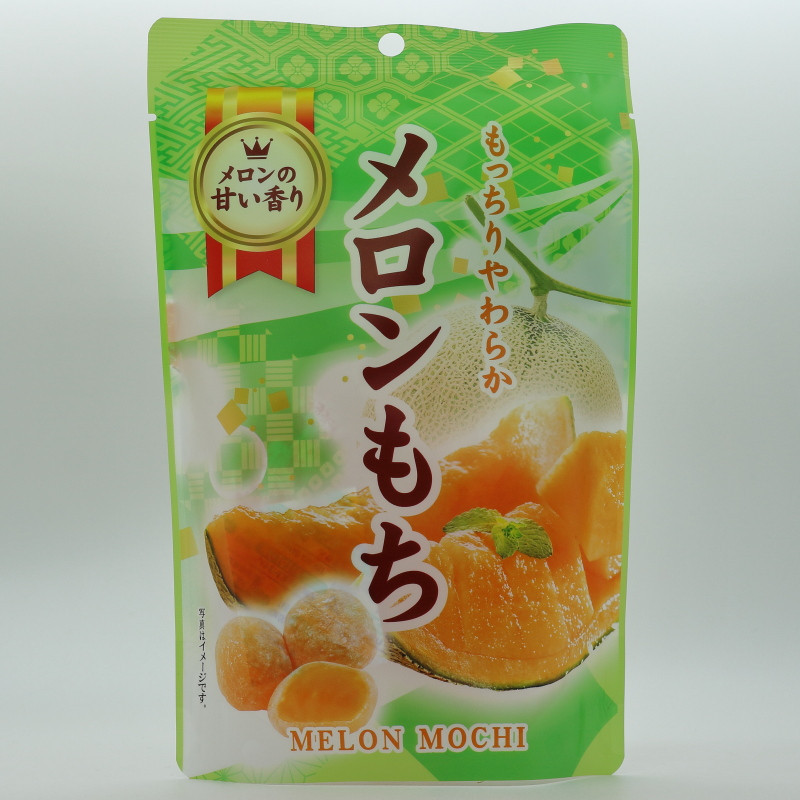 メロンの
甘い香り
もっちりやわらか
メロンもち
写真はイメージです。
MELON MOCHI